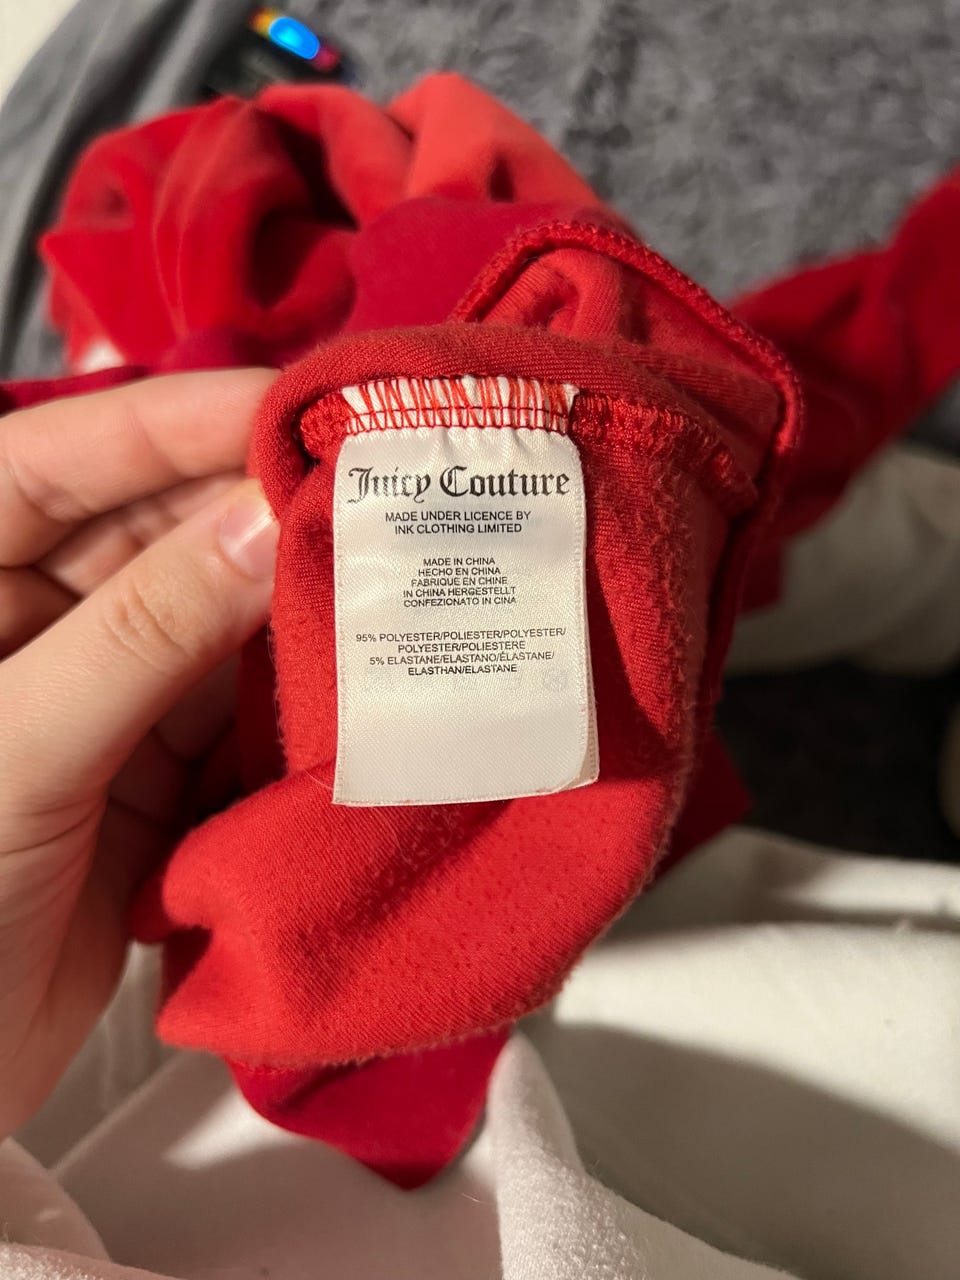 Juicy Couture
MADE UNDER LICENCE BY
INK CLOTHING LIMITED
MADE IN CHINA
HECHO EN CHINA
FABRIQUE EN CHINE
IN CHINA HERGESTELLT
CONFEZIONATO IN CINA
95% POLYESTER/POLIESTER/POLYESTER/
POLYESTER/POLIESTERE
5% ELASTANE/ELASTANO/ÉLASTANE/
ELASTHAN/ELASTANE